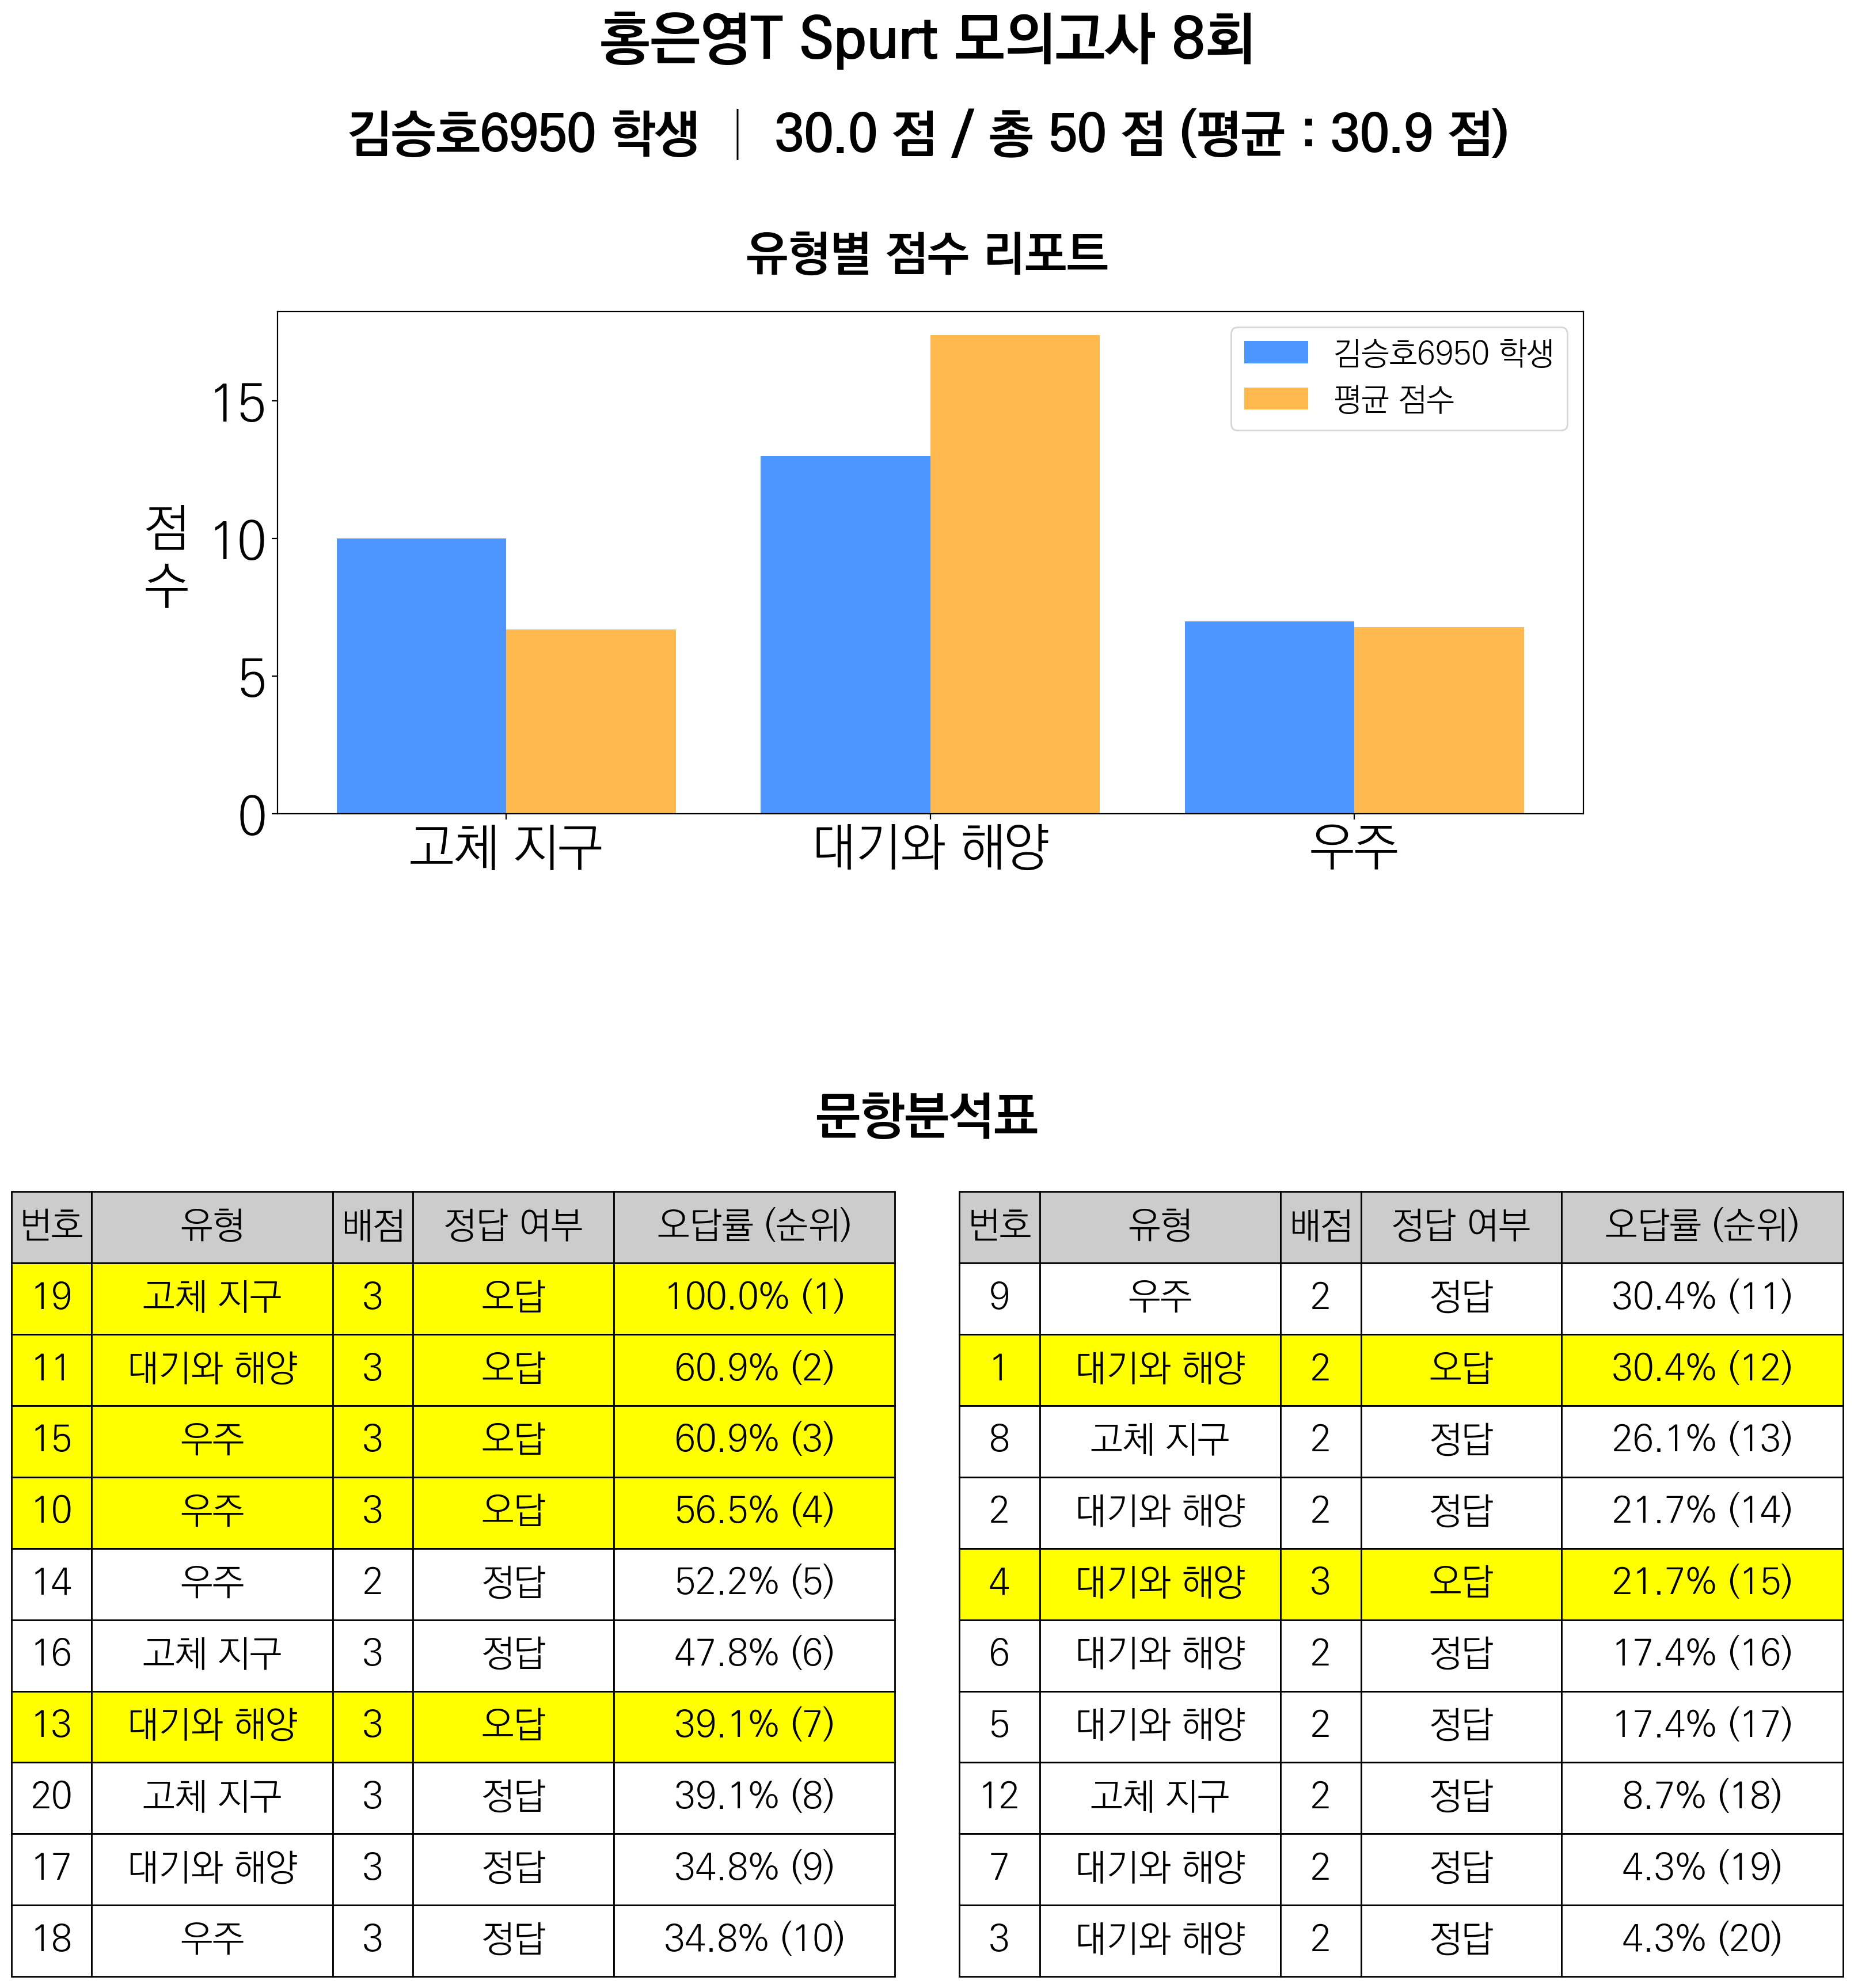 홍은영T Spurt 모의고사 8회
김승호6950 학생 | 30.0 점 / 총 50 점 (평균 : 30.9 점)
유형별 점수 리포트
김승호6950 학생
평균 점수
점
수
15
10
5
0
고체 지구 대기와 해양 우주
문항분석표
번호 유형 배점 정답 여부 오답률 (순위)
19 고체 지구 3 오답 100.0% (1)
11 대기와 해양 3 오답 60.9% (2)
15 우주 3 오답 60.9% (3)
10 우주 3 오답 56.5% (4)
14 우주 2 정답 52.2% (5)
16 고체 지구 3 정답 47.8% (6)
13 대기와 해양 3 오답 39.1% (7)
20 고체 지구 3 정답 39.1% (8)
17 대기와 해양 3 정답 34.8% (9)
18 우주 3 정답 34.8% (10)
번호 유형 배점 정답 여부 오답률 (순위)
9 우주 2 정답 30.4% (11)
1 대기와 해양 2 오답 30.4% (12)
8 고체 지구 2 정답 26.1% (13)
2 대기와 해양 2 정답 21.7% (14)
4 대기와 해양 3 오답 21.7% (15)
6 대기와 해양 2 정답 17.4% (16)
5 대기와 해양 2 정답 17.4% (17)
12 고체 지구 2 정답 8.7% (18)
7 대기와 해양 2 정답 4.3% (19)
3 대기와 해양 2 정답 4.3% (20)